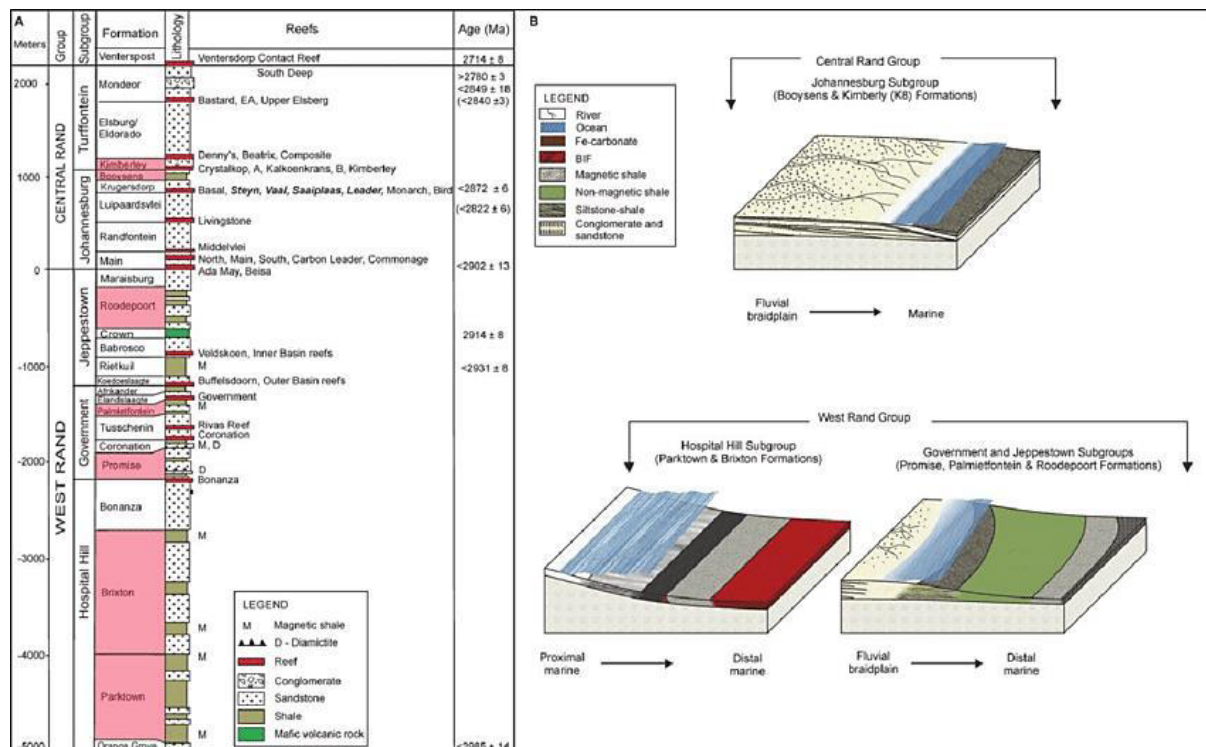 A
Meters
Group
Subgroup
Formation
Lithology
Reefs
Age (Ma)
Venterspost
Ventersdorp Contact Reef
2714 ± 8
2000
CENTRAL RAND
Turffontein
Mondeor
South Deep
>2780 ± 3
<2849 ± 18
Bastard, EA, Upper Elsberg
(<2840 ±3)
Elsburg/
Eldorado
Denny's, Beatrix, Composite
Kimberley
Crystalkop, A, Kalkoenkrans, B, Kimberley
1000
Johannesburg
Booysens
Krugersdorp
Basal, Steyn, Vaal, Saaiplaas, Leader, Monarch, Bird
<2872 ± 6
Luipaardsvlei
(<2822 ± 6)
Livingstone
Randfontein
Middelvlei
Main
North, Main, South, Carbon Leader, Commonage
<2902 ± 13
0
Ada May, Beisa
WEST RAND
Jeppestown
Maraisburg
Roodepoort
Crown
2914 ± 8
Babrosco
Veldskoen, Inner Basin reefs
-1000
Rietkuil
M
<2931 ± 8
Koedoeslaagte
Buffelsdoorn, Outer Basin reefs
Government
Afrikander
Elandslaagte
Government
Palmietfontein
M
Tusschenin
Rivas Reef
Coronation
Coronation
M, D
-2000
Promise
D
Bonanza
Hospital Hill
Bonanza
M
-3000
Brixton
M
-4000
M
Parktown
M
-5000
Orange Grove
<2985 ± 14
LEGEND
M Magnetic shale
D - Diamictite
Reef
Conglomerate
Sandstone
Shale
Mafic volcanic rock
B
LEGEND
River
Ocean
Fe-carbonate
BIF
Magnetic shale
Non-magnetic shale
Siltstone-shale
Conglomerate and
sandstone
Central Rand Group
Johannesburg Subgroup
(Booysens & Kimberly (K8) Formations)
Fluvial
braidplain
Marine
West Rand Group
Hospital Hill Subgroup
(Parktown & Brixton Formations)
Government and Jeppestown Subgroups
(Promise, Palmietfontein & Roodepoort Formations)
Proximal
marine
Distal
marine
Fluvial
braidplain
Distal
marine